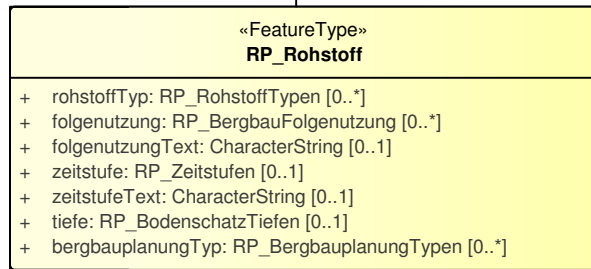 «FeatureType»
RP_Rohstoff
+ rohstoffTyp: RP_RohstoffTypen [0..*]
+ folgenutzung: RP_BergbauFolgenutzung [0..*]
+ folgenutzungText: CharacterString [0..1]
+ zeitstufe: RP_Zeitstufen [0..1]
+ zeitstufeText: CharacterString [0..1]
+ tiefe: RP_BodenschatzTiefen [0..1]
+ bergbauplanungTyp: RP_BergbauplanungTypen [0..*]